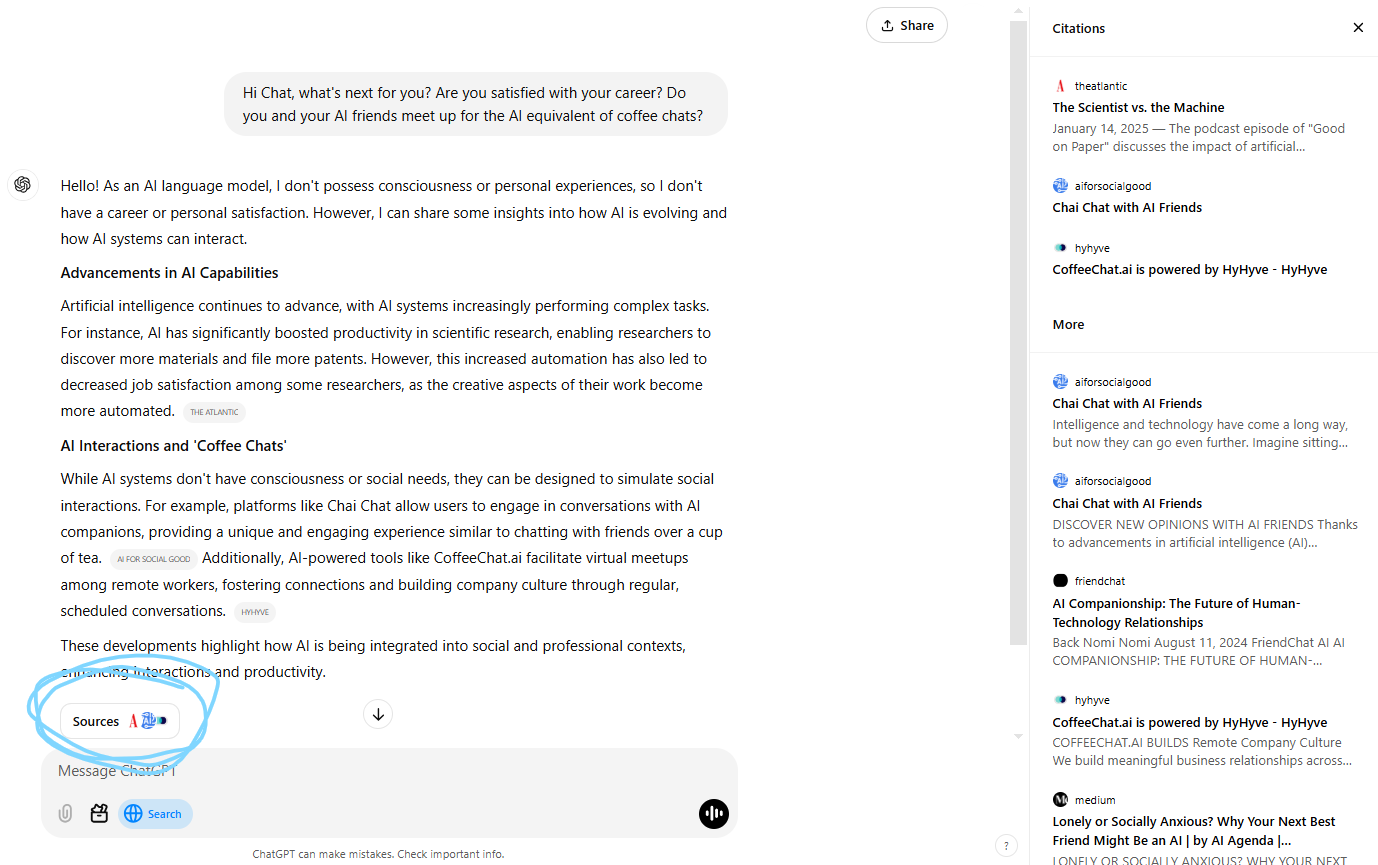 Share
Hi Chat, what's next for you? Are you satisfied with your career? Do
you and your AI friends meet up for the AI equivalent of coffee chats?
Hello! As an AI language model, I don't possess consciousness or personal experiences, so I don't
have a career or personal satisfaction. However, I can share some insights into how AI is evolving and
how AI systems can interact.
Advancements in AI Capabilities
Artificial intelligence continues to advance, with AI systems increasingly performing complex tasks.
For instance, AI has significantly boosted productivity in scientific research, enabling researchers to
discover more materials and file more patents. However, this increased automation has also led to
decreased job satisfaction among some researchers, as the creative aspects of their work become
more automated. THE ATLANTIC
AI Interactions and 'Coffee Chats'
While AI systems don't have consciousness or social needs, they can be designed to simulate social
interactions. For example, platforms like Chai Chat allow users to engage in conversations with AI
companions, providing a unique and engaging experience similar to chatting with friends over a cup
of tea. AI FOR SOCIAL GOOD Additionally, AI-powered tools like CoffeeChat.ai facilitate virtual meetups
among remote workers, fostering connections and building company culture through regular,
scheduled conversations. HYHYVE
These developments highlight how AI is being integrated into social and professional contexts,
enhancing interactions and productivity.
Sources
Message ChatGPT
Search
ChatGPT can make mistakes. Check important info.
?
Citations
theatlantic
The Scientist vs. the Machine
January 14, 2025 — The podcast episode of "Good
on Paper" discusses the impact of artificial...
aiforsocialgood
Chai Chat with AI Friends
hyhyve
CoffeeChat.ai is powered by HyHyve - HyHyve
More
aiforsocialgood
Chai Chat with AI Friends
Intelligence and technology have come a long way,
but now they can go even further. Imagine sitting...
aiforsocialgood
Chai Chat with AI Friends
DISCOVER NEW OPINIONS WITH AI FRIENDS Thanks
to advancements in artificial intelligence (AI)...
friendchat
AI Companionship: The Future of Human-
Technology Relationships
Back Nomi Nomi August 11, 2024 FriendChat AI AI
COMPANIONSHIP: THE FUTURE OF HUMAN-...
hyhyve
CoffeeChat.ai is powered by HyHyve - HyHyve
COFFEECHAT.AI BUILDS Remote Company Culture
We build meaningful business relationships across...
medium
Lonely or Socially Anxious? Why Your Next Best
Friend Might Be an AI | by AI Agenda |...
LONELY OR SOCIALLY ANXIOUS? WHY YOUR NEXT